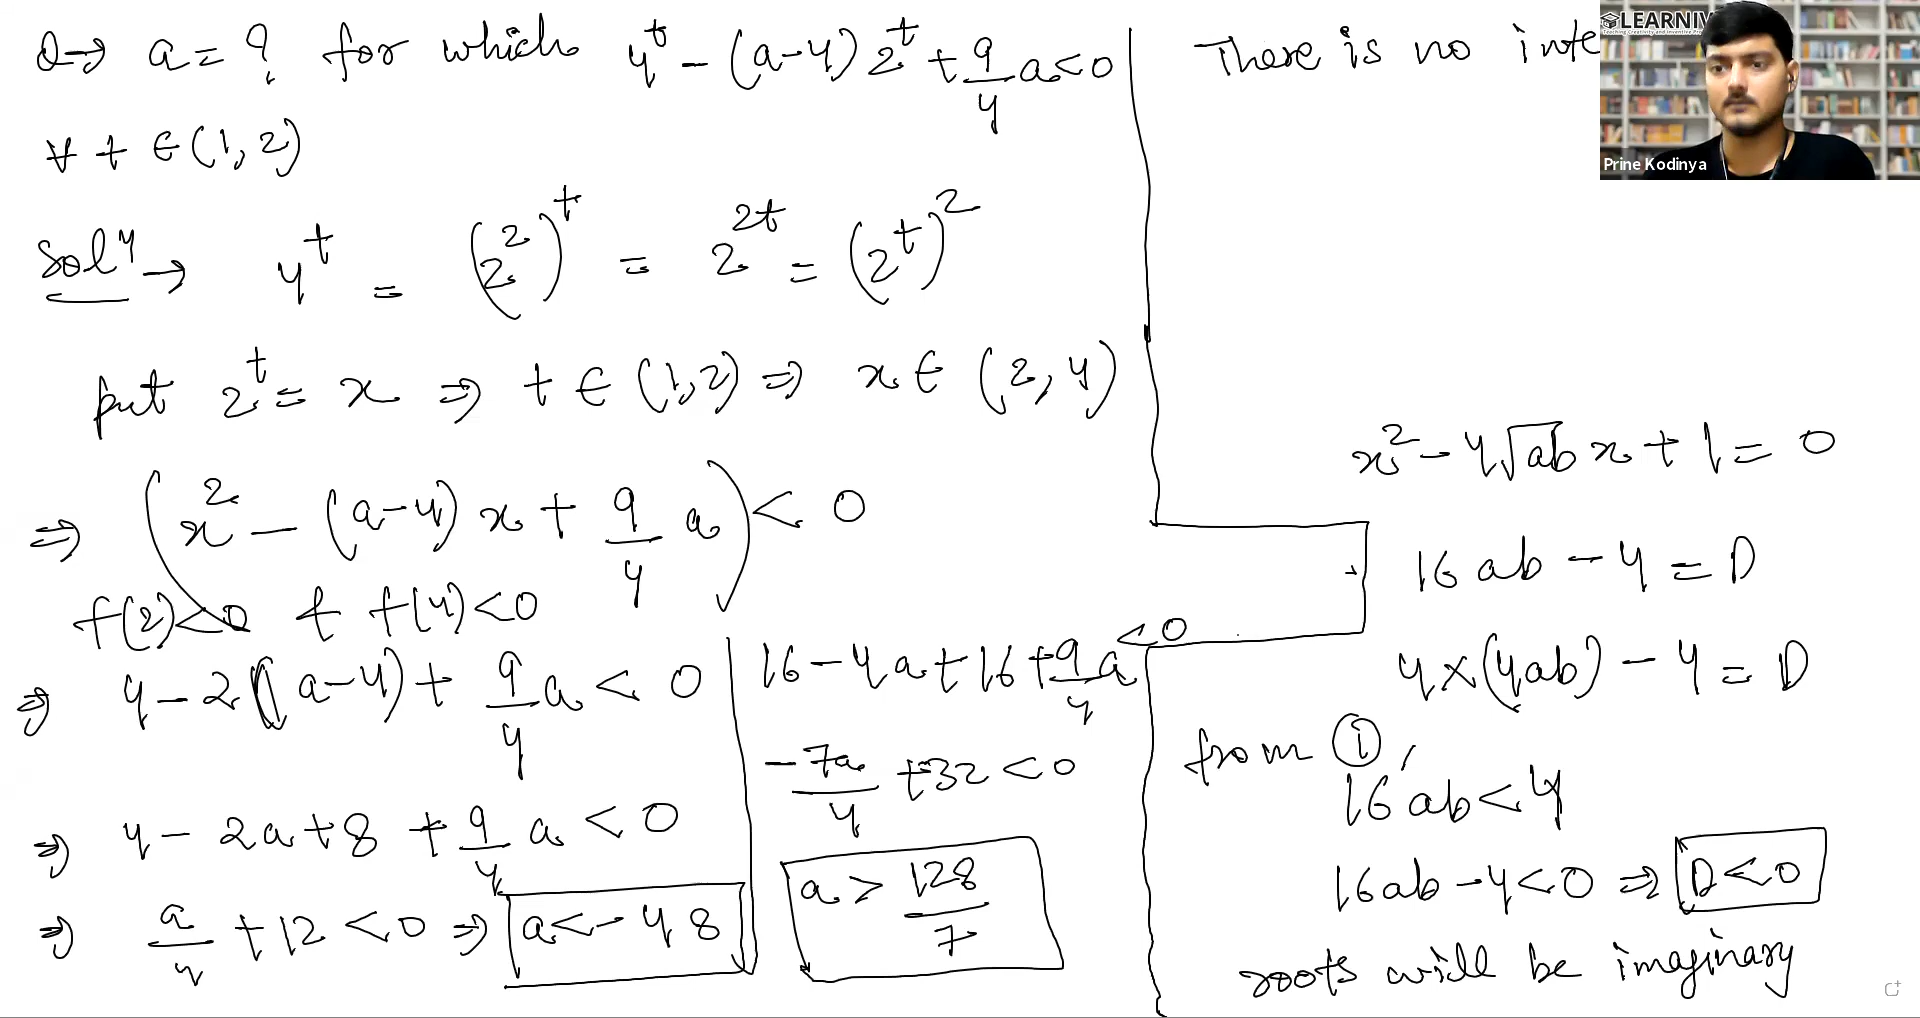 Q→ a = ? for which 4^t - (a-4) 2^t + 9/4 a < 0
∀ t ∈ (1, 2)
Solⁿ → 4^t = (2^2)^t = 2^2t = (2^t)^2
put 2^t = x ⇒ t ∈ (1, 2) ⇒ x ∈ (2, 4)
⇒ (x^2 - (a-4) x + 9/4 a) < 0
f(2) < 0 & f(4) < 0
⇒ 4 - 2(a-4) + 9/4 a < 0
⇒ 4 - 2a + 8 + 9/4 a < 0
⇒ a/4 + 12 < 0 ⇒ a < - 48
16 - 4a + 16 + 9/4 a < 0
-7a/4 + 32 < 0
a > 128/7
There is no inte
x^2 - 4√ab x + 1 = 0
16 ab - 4 = D
4 × (4ab) - 4 = D
from ①,
16 ab < 4
16ab - 4 < 0 ⇒ D < 0
roots will be imaginary
LEARNIV
Prine Kodinya